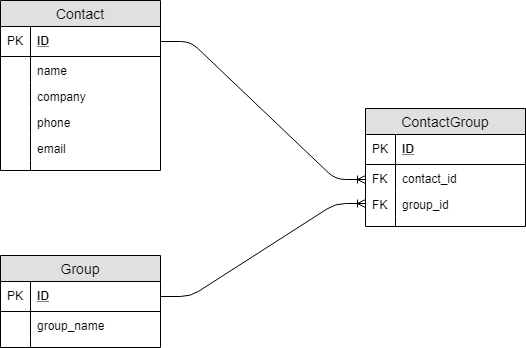 Contact
PK ID
name
company
phone
email
ContactGroup
PK ID
FK contact_id
FK group_id
Group
PK ID
group_name